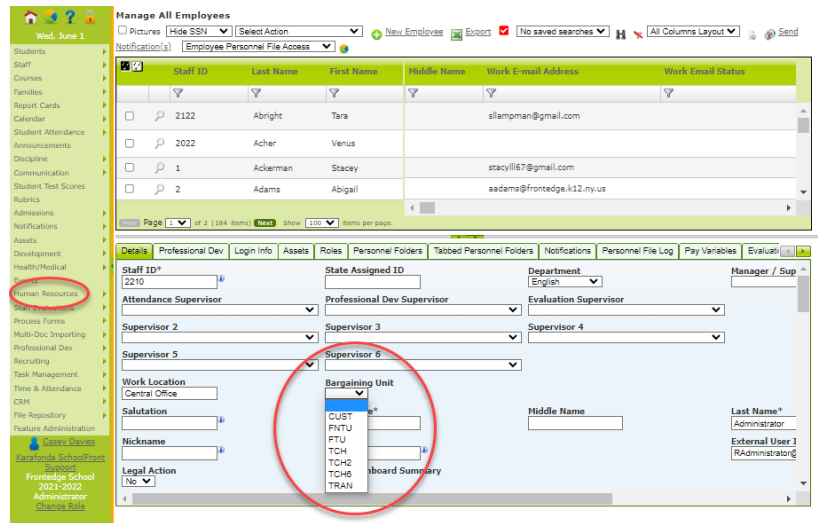 Wed, June 1
Students
Staff
Courses
Families
Report Cards
Calendar
Student Attendance
Announcements
Discipline
Communication
Student Test Scores
Rubrics
Admissions
Notifications
Assets
Development
Health/Medical
Events
Human Resources
Staff Evaluations
Process Forms
Multi-Doc Importing
Professional Dev
Recruiting
Task Management
Time & Attendance
CRM
File Repository
Feature Administration
Casey Davies
Karafonda SchoolFront
Support
Frontedge School
2021-2022
Administrator
Change Role
Manage All Employees
Pictures Hide SSN Select Action New Employee Export No saved searches All Columns Layout Send
Notification(s) Employee Personnel File Access
Staff ID Last Name First Name Middle Name Work E-mail Address Work Email Status
2122 Abright Tara sllampman@gmail.com
2022 Acher Venus
1 Ackerman Stacey stacylll67@gmail.com
2 Adams Abigail aadams@frontedge.k12.ny.us
Prev Page 1 of 2 (184 items) Next Show 100 items per page.
Details Professional Dev Login Info Assets Roles Personnel Folders Tabbed Personnel Folders Notifications Personnel File Log Pay Variables Evaluati
Staff ID* State Assigned ID Department Manager / Sup
2210 English
Attendance Supervisor Professional Dev Supervisor Evaluation Supervisor
Supervisor 2 Supervisor 3 Supervisor 4
Supervisor 5 Supervisor 6
Work Location Bargaining Unit
Central Office
Salutation e* Middle Name Last Name*
Administrator
Nickname External User I
RAdministrator@
Legal Action nboard Summary
No
CUST
FNTU
FTU
TCH
TCH2
TCH6
TRAN